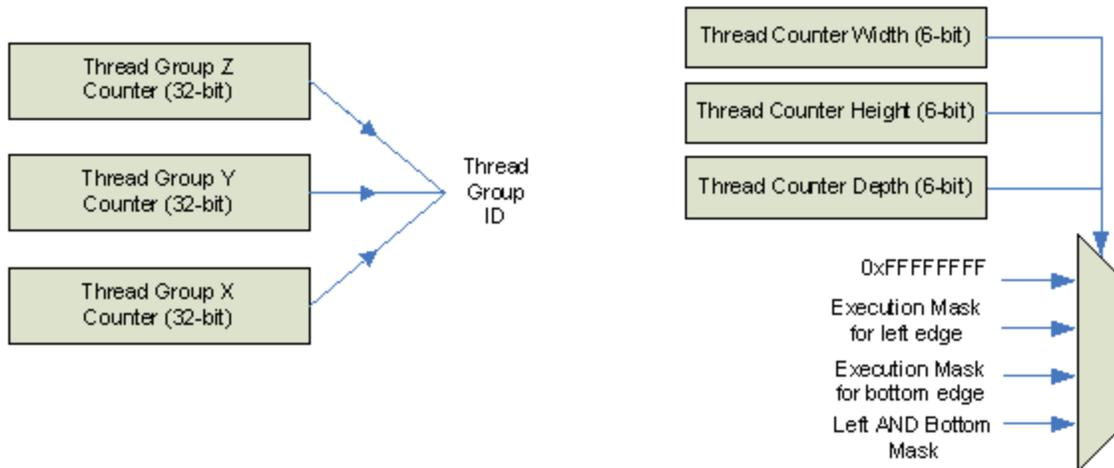 Thread Group Z
Counter (32-bit)
Thread Group Y
Counter (32-bit)
Thread Group X
Counter (32-bit)
Thread
Group
ID
Thread Counter Width (6-bit)
Thread Counter Height (6-bit)
Thread Counter Depth (6-bit)
0xFFFFFFFF
Execution Mask
for left edge
Execution Mask
for bottom edge
Left AND Bottom
Mask